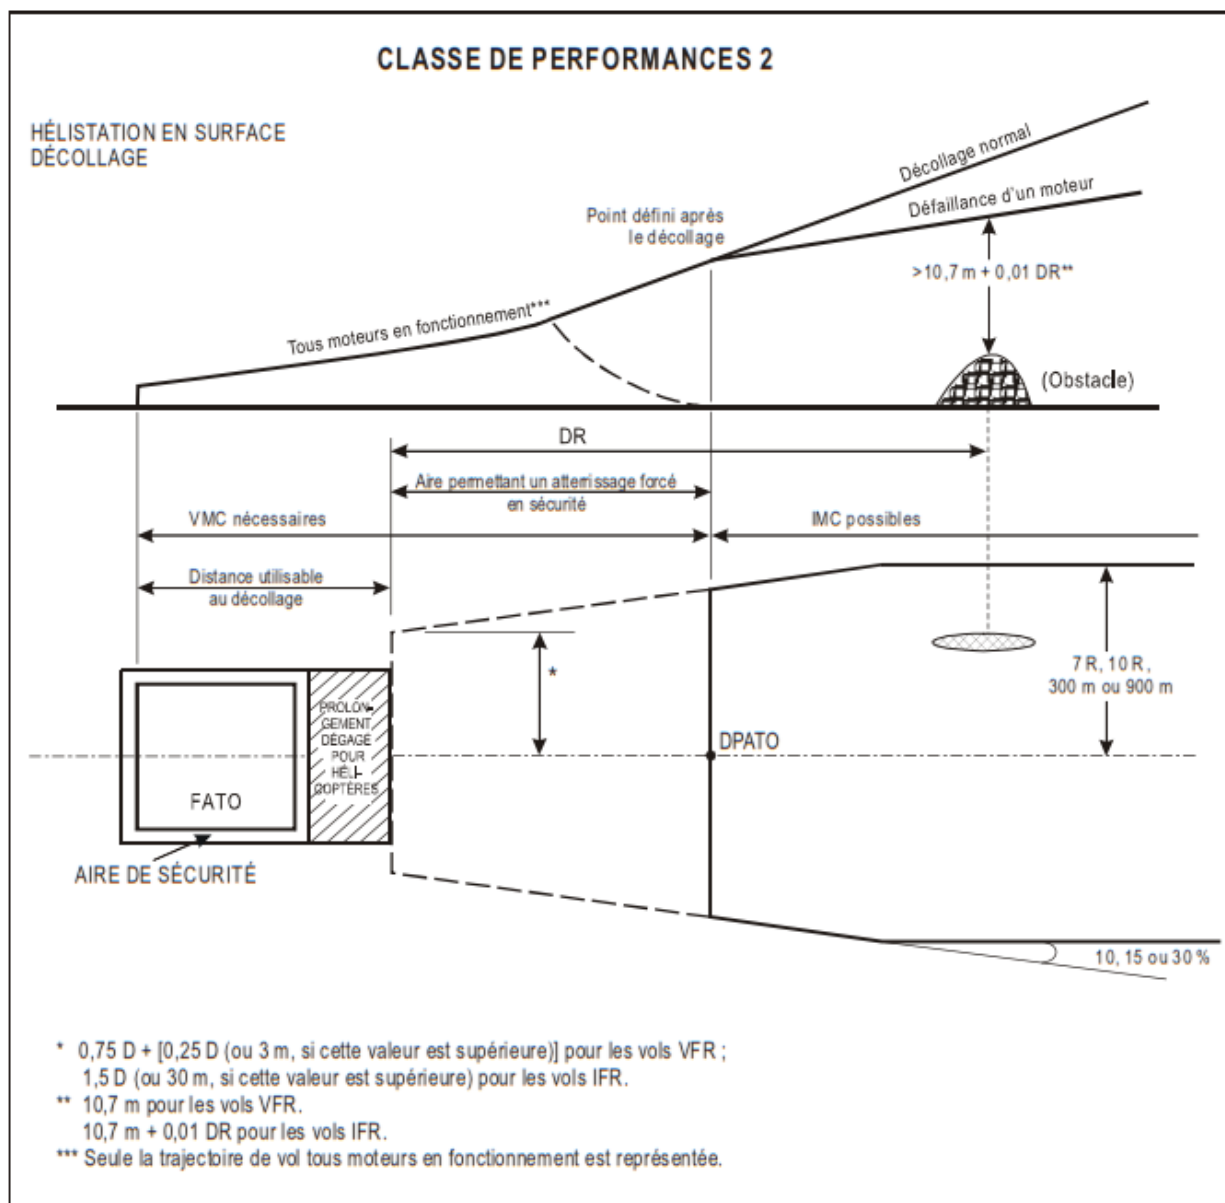 CLASSE DE PERFORMANCES 2
HÉLISTATION EN SURFACE
DÉCOLLAGE
Décollage normal
Défaillance d'un moteur
Point défini après
le décollage
>10,7 m + 0,01 DR**
Tous moteurs en fonctionnement***
(Obstacle)
DR
Aire permettant un atterrissage forcé
en sécurité
VMC nécessaires
IMC possibles
Distance utilisable
au décollage
*
7 R, 10 R,
300 m ou 900 m
PROLON-
GEMENT
DÉGAGÉ
POUR
HÉLI-
COPTÈRES
DPATO
FATO
AIRE DE SÉCURITÉ
10, 15 ou 30 %
* 0,75 D + [0,25 D (ou 3 m, si cette valeur est supérieure)] pour les vols VFR ;
1,5 D (ou 30 m, si cette valeur est supérieure) pour les vols IFR.
** 10,7 m pour les vols VFR.
10,7 m + 0,01 DR pour les vols IFR.
*** Seule la trajectoire de vol tous moteurs en fonctionnement est représentée.